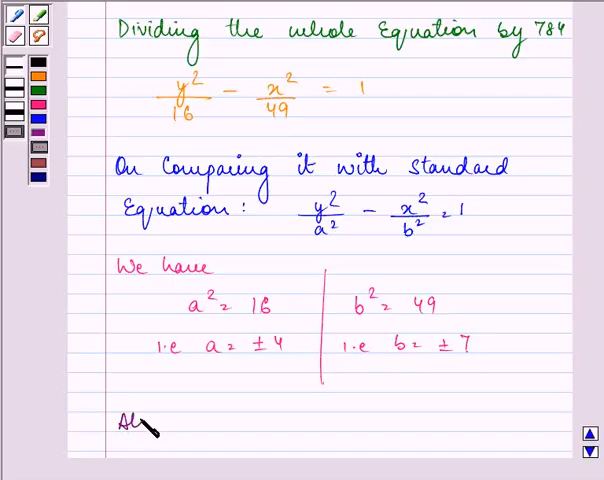 Dividing the whole Equation by 784
y²/16 - x²/49 = 1
On Comparing it with Standard
Equation: y²/a² - x²/b² = 1
We have
a² = 16 b² = 49
i.e a = ±4 i.e b = ±7
Al